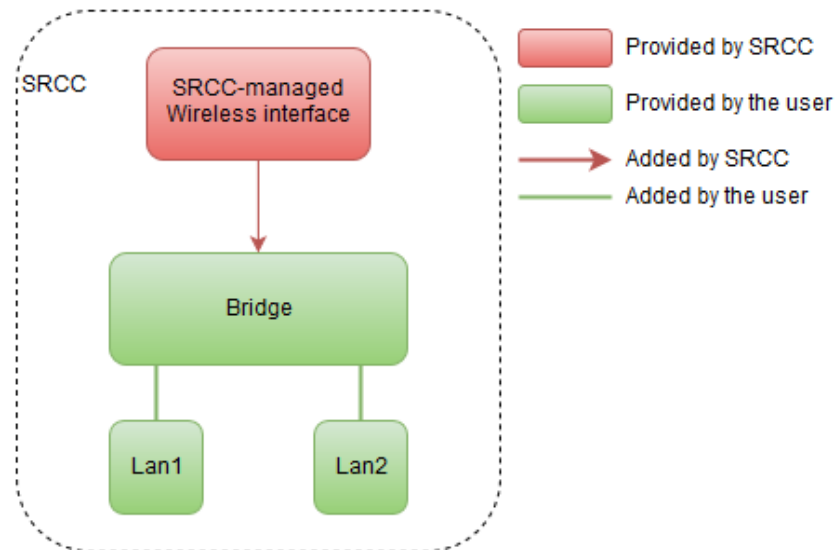 SRCC
SRCC-managed
Wireless interface
Bridge
Lan1
Lan2
Provided by SRCC
Provided by the user
Added by SRCC
Added by the user